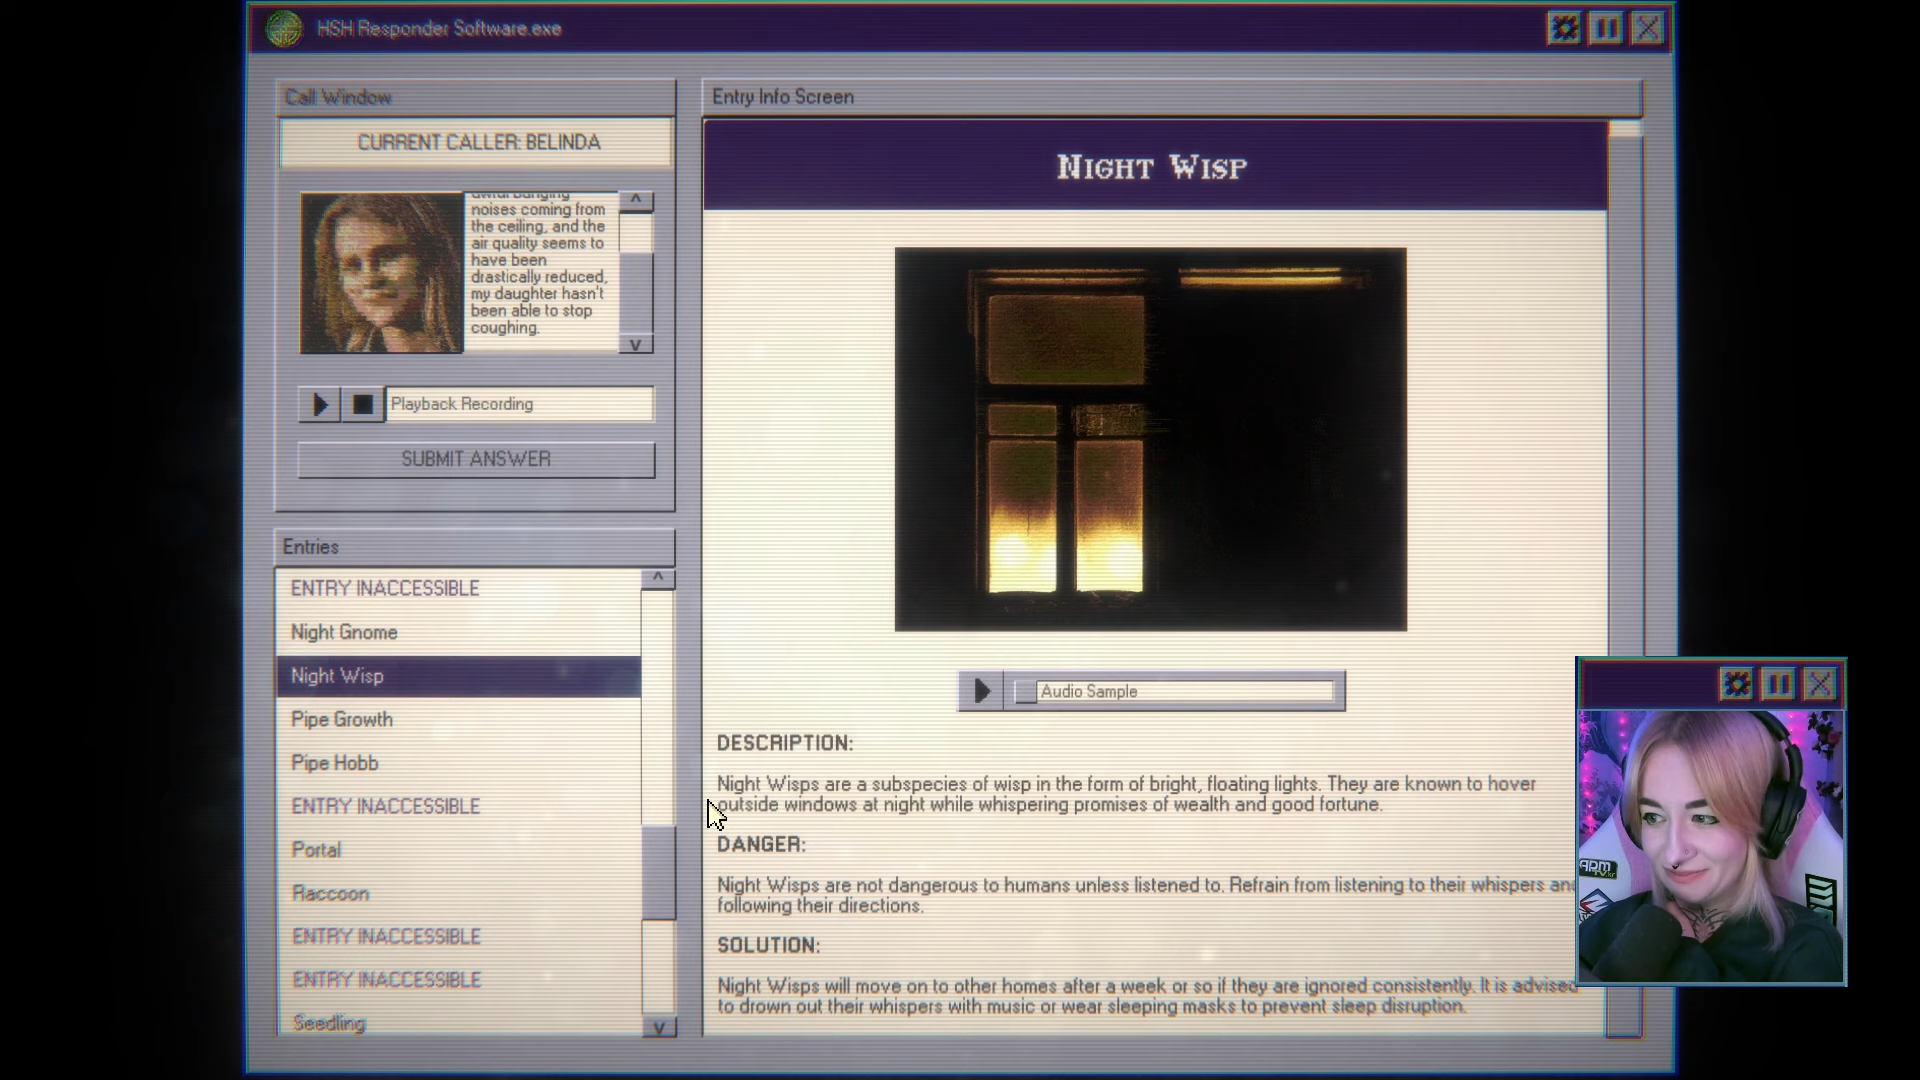 HSH Responder Software.exe
Call Window
CURRENT CALLER: BELINDA
awful banging
noises coming from
the ceiling, and the
air quality seems to
have been
drastically reduced,
my daughter hasn't
been able to stop
coughing.
Playback Recording
SUBMIT ANSWER
Entries
ENTRY INACCESSIBLE
Night Gnome
Night Wisp
Pipe Growth
Pipe Hobb
ENTRY INACCESSIBLE
Portal
Raccoon
ENTRY INACCESSIBLE
ENTRY INACCESSIBLE
Seedling
Entry Info Screen
NIGHT WISP
Audio Sample
DESCRIPTION:
Night Wisps are a subspecies of wisp in the form of bright, floating lights. They are known to hover
outside windows at night while whispering promises of wealth and good fortune.
DANGER:
Night Wisps are not dangerous to humans unless listened to. Refrain from listening to their whispers and
following their directions.
SOLUTION:
Night Wisps will move on to other homes after a week or so if they are ignored consistently. It is advised
to drown out their whispers with music or wear sleeping masks to prevent sleep disruption.